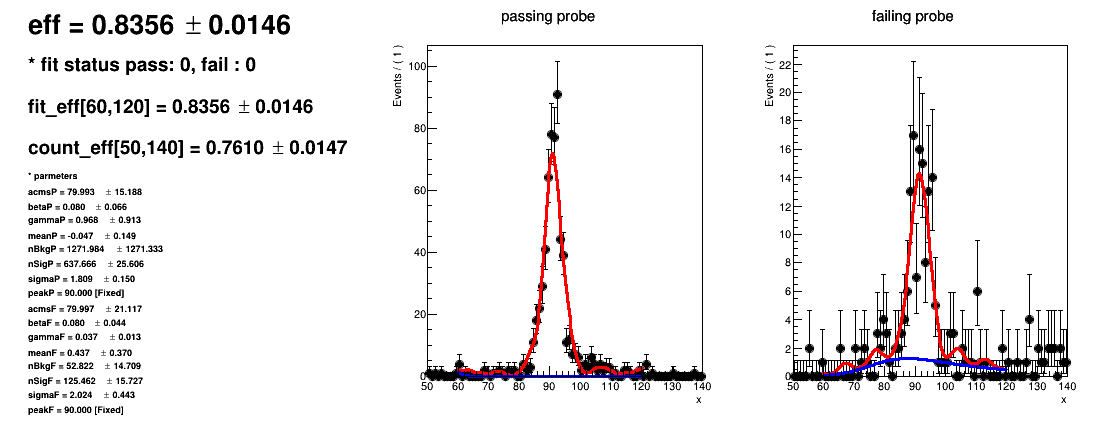 eff = 0.8356 ± 0.0146
* fit status pass: 0, fail : 0
fit_eff[60,120] = 0.8356 ± 0.0146
count_eff[50,140] = 0.7610 ± 0.0147
* parmeters
acmsP = 79.993 ± 15.188
betaP = 0.080 ± 0.066
gammaP = 0.968 ± 0.913
meanP = -0.047 ± 0.149
nBkgP = 1271.984 ± 1271.333
nSigP = 637.666 ± 25.606
sigmaP = 1.809 ± 0.150
peakP = 90.000 [Fixed]
acmsF = 79.997 ± 21.117
betaF = 0.080 ± 0.044
gammaF = 0.037 ± 0.013
meanF = 0.437 ± 0.370
nBkgF = 52.822 ± 14.709
nSigF = 125.462 ± 15.727
sigmaF = 2.024 ± 0.443
peakF = 90.000 [Fixed]
passing probe
Events / ( 1 )
100
80
60
40
20
0
50 60 70 80 90 100 110 120 130 140
x
failing probe
Events / ( 1 )
22
20
18
16
14
12
10
8
6
4
2
0
50 60 70 80 90 100 110 120 130 140
x